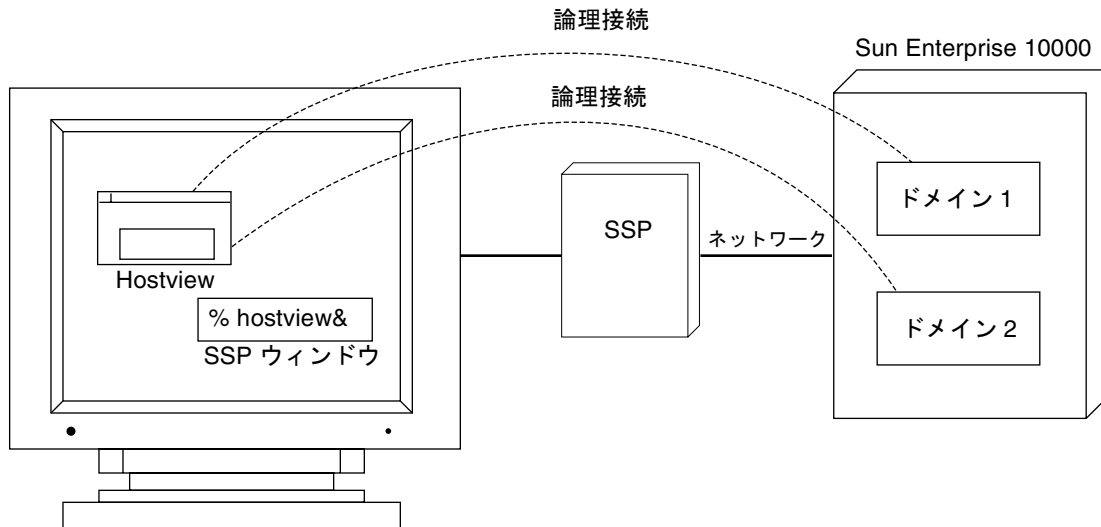 論理接続
Sun Enterprise 10000
論理接続
ドメイン 1
SSP
ネットワーク
Hostview
% hostview&
SSP ウィンドウ
ドメイン 2